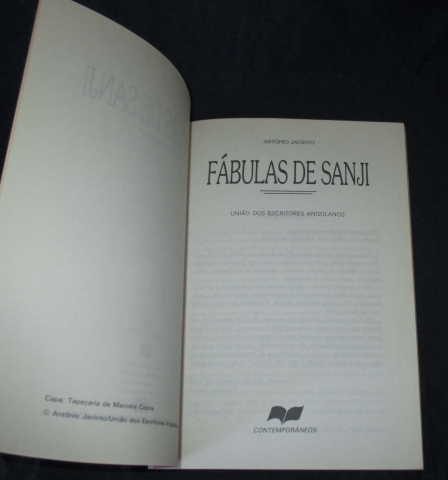 Capa: Tapeçaria de Marcela Costa
© António Jacinto/União dos Escritores
ANTÓNIO JACINTO
FÁBULAS DE SANJI
UNIÃO DOS ESCRITORES ANGOLANOS
CONTEMPORÂNEOS